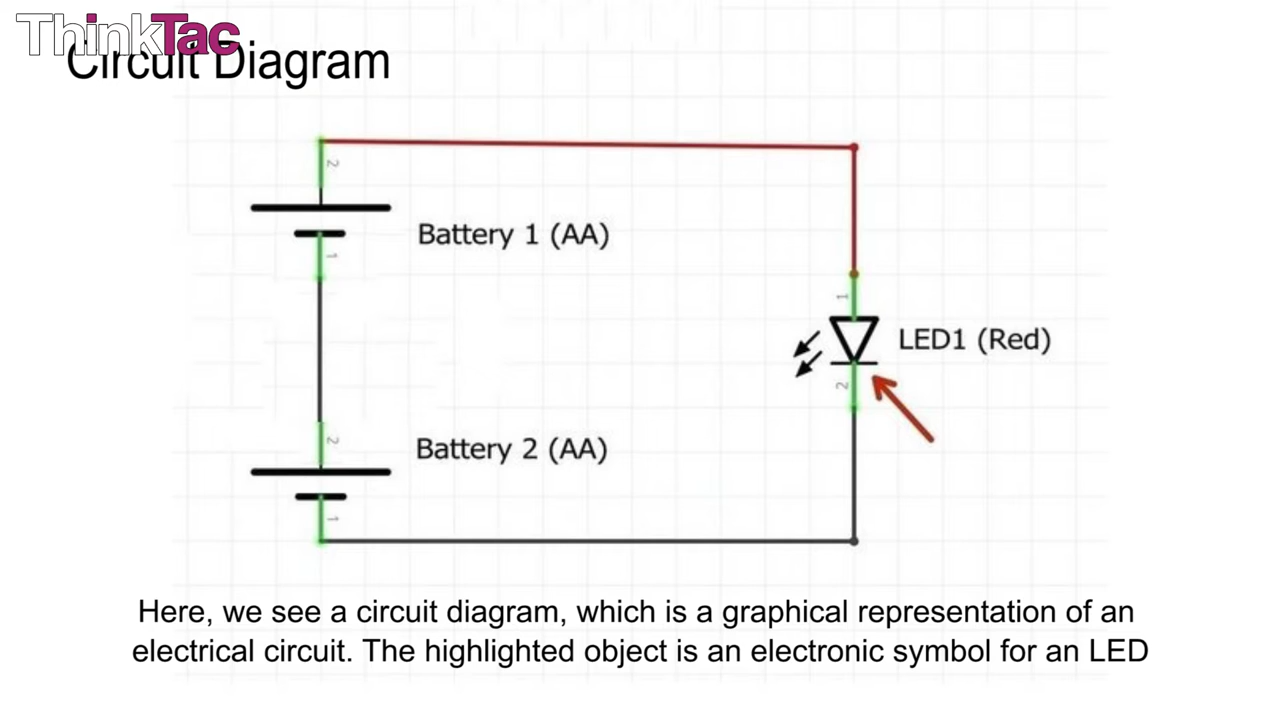 ThinkTac
Circuit Diagram
2
Battery 1 (AA)
1
1
LED1 (Red)
2
2
Battery 2 (AA)
1
Here, we see a circuit diagram, which is a graphical representation of an
electrical circuit. The highlighted object is an electronic symbol for an LED